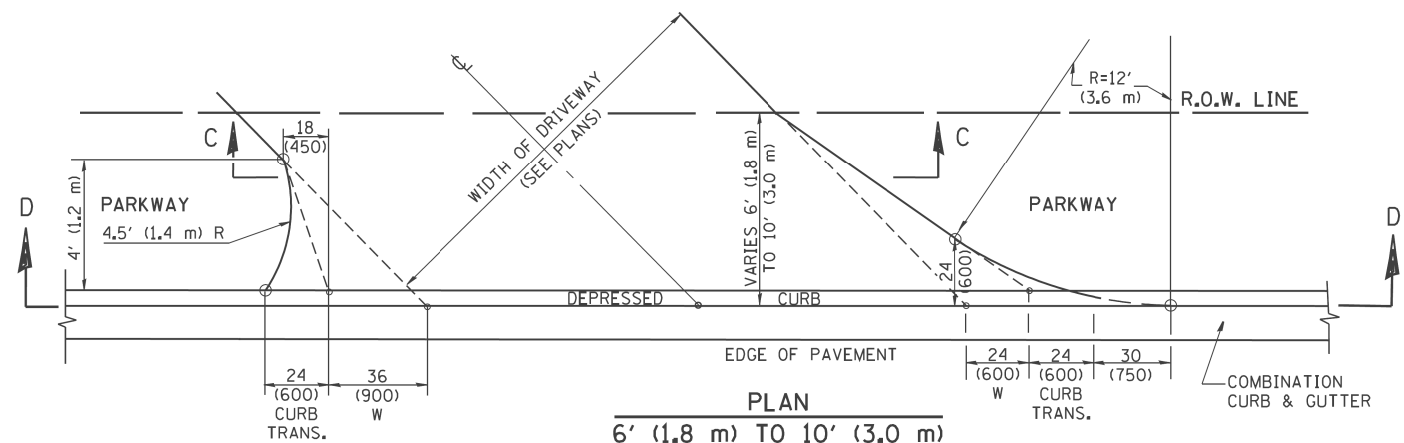 ℄
R=12'
(3.6 m)
R.O.W. LINE
WIDTH OF DRIVEWAY
(SEE PLANS)
C
18
(450)
C
VARIES 6' (1.8 m)
TO 10' (3.0 m)
4' (1.2 m)
D
PARKWAY
4.5' (1.4 m) R
PARKWAY
D
24
(600)
DEPRESSED CURB
EDGE OF PAVEMENT
24
(600)
CURB
TRANS.
36
(900)
W
24
(600)
W
24
(600)
CURB
TRANS.
30
(750)
COMBINATION
CURB & GUTTER
PLAN
6' (1.8 m) TO 10' (3.0 m)